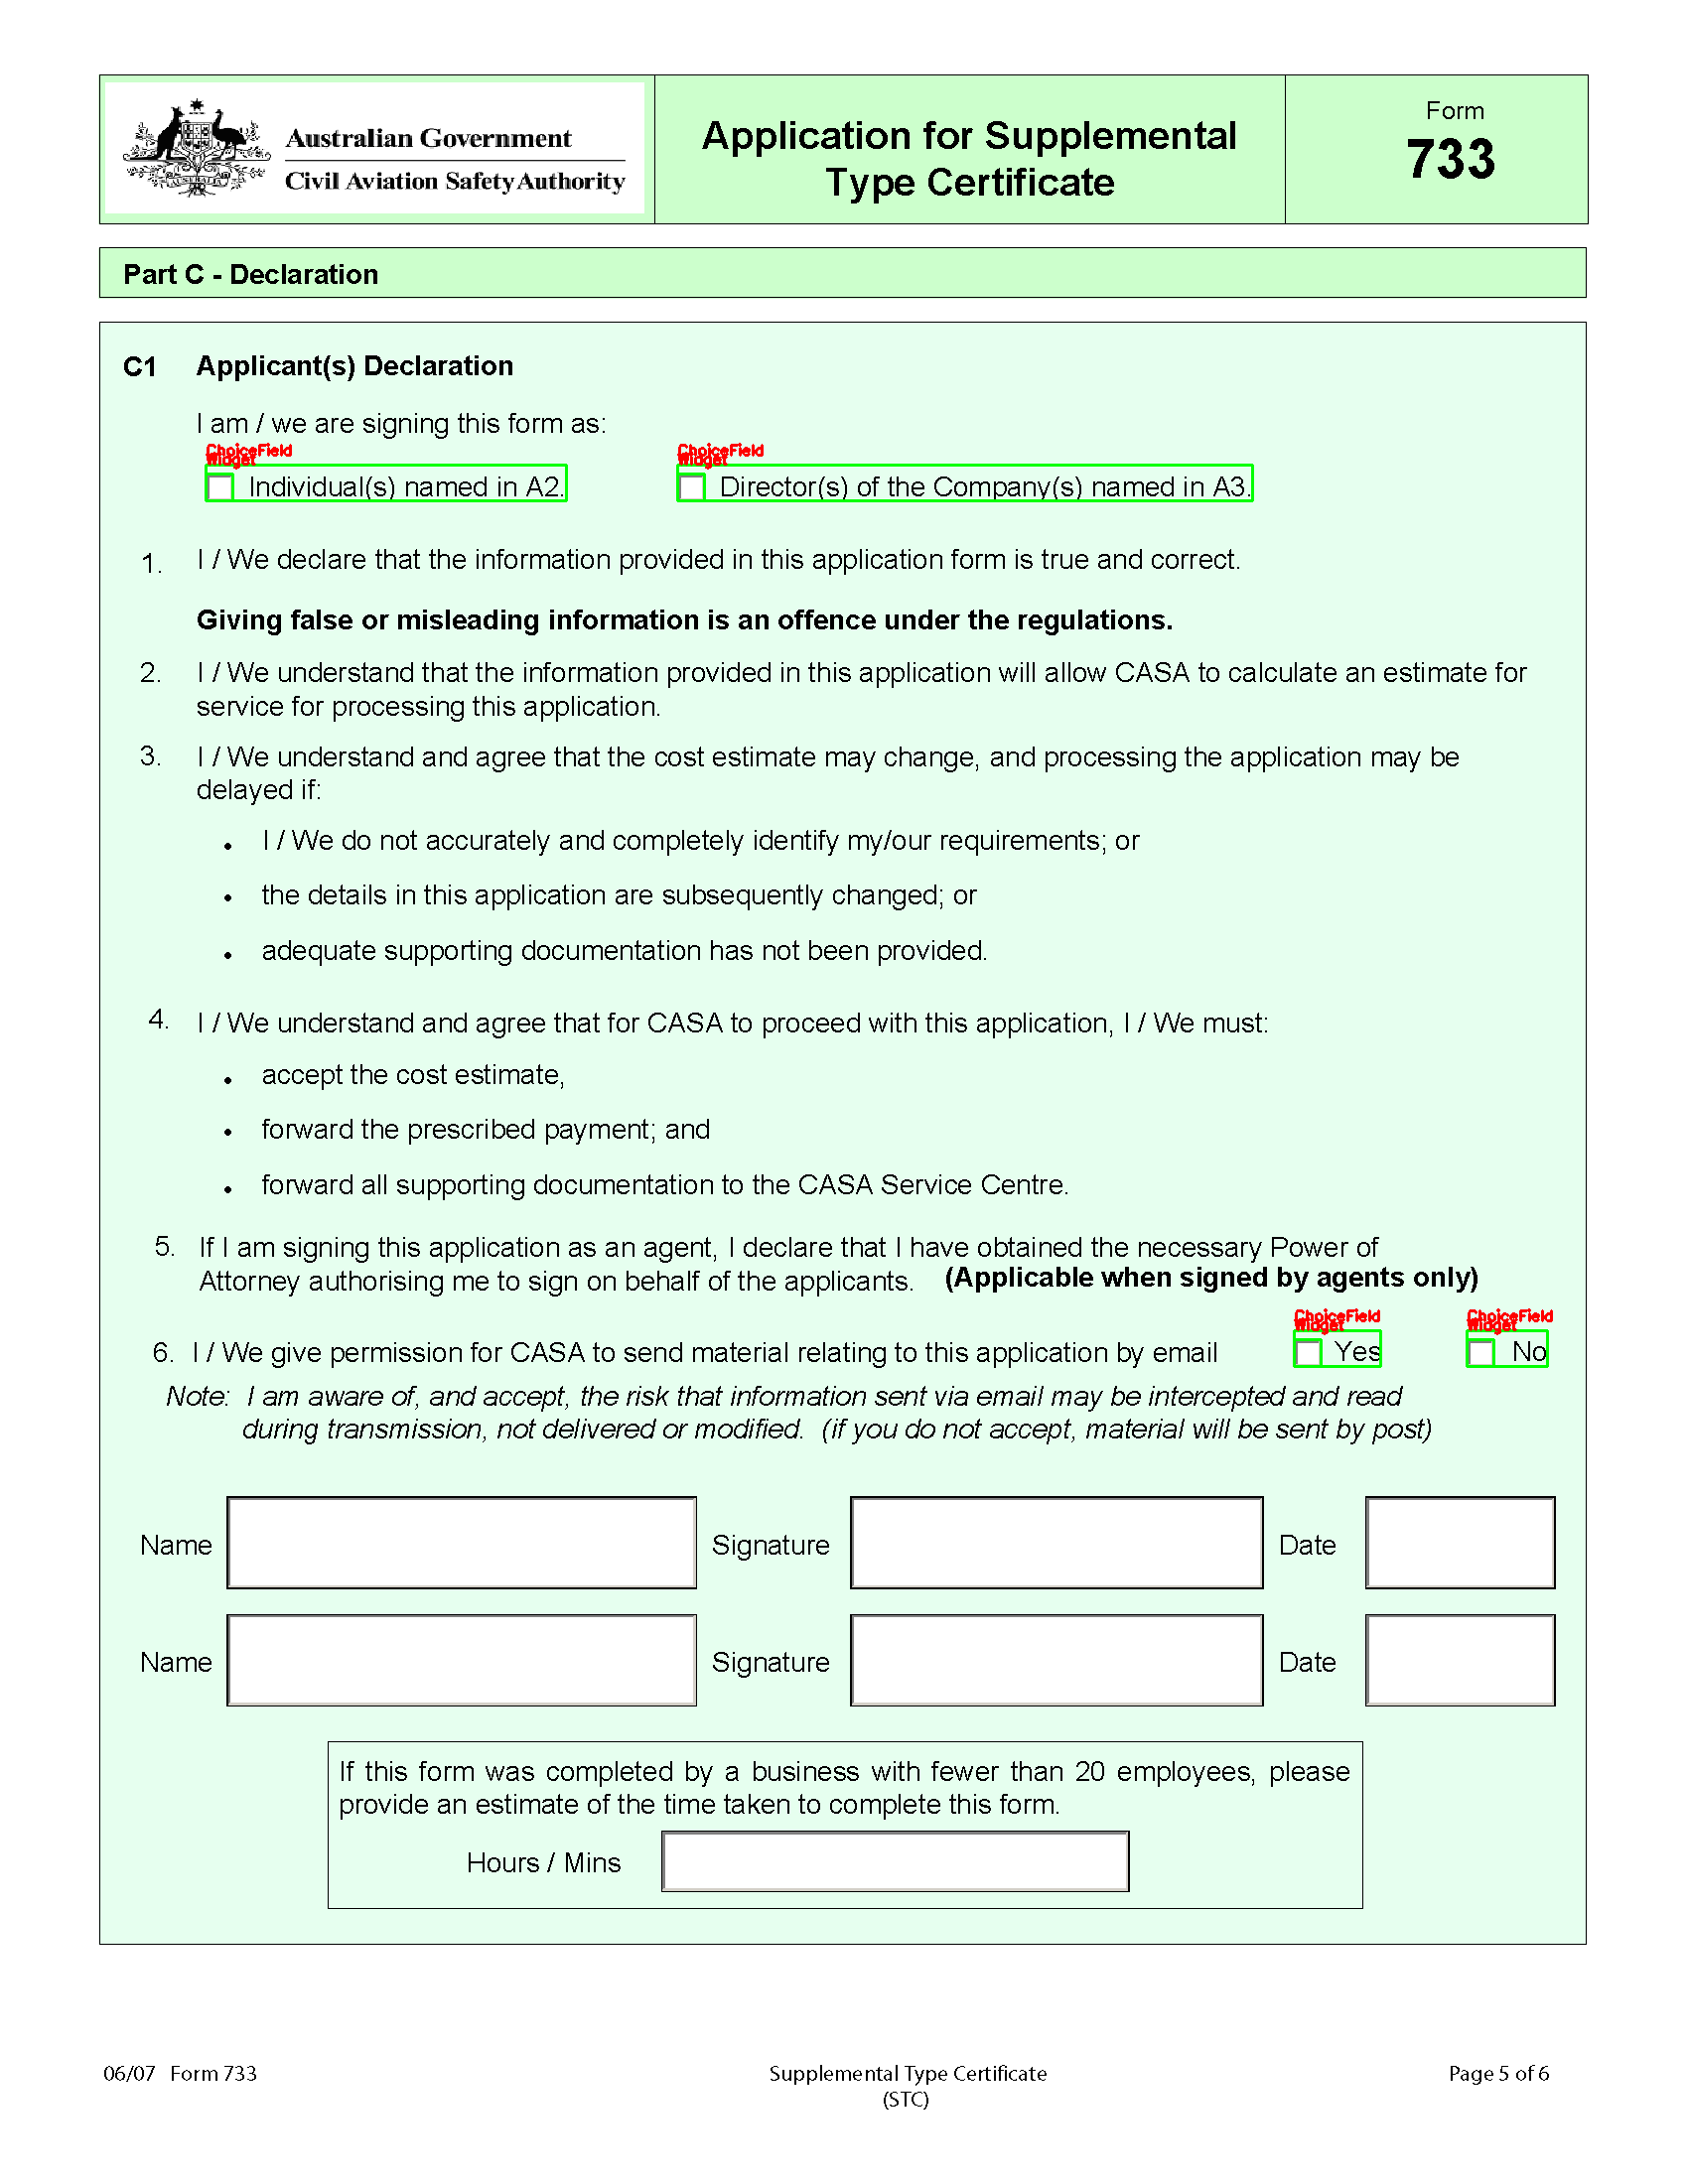 Australian Government
Civil Aviation Safety Authority
Application for Supplemental
Type Certificate
Form
733
Part C - Declaration
C1 Applicant(s) Declaration
I am / we are signing this form as:
ChoiceField ChoiceField
Widget Widget
Individual(s) named in A2. Director(s) of the Company(s) named in A3.
1. I / We declare that the information provided in this application form is true and correct.
Giving false or misleading information is an offence under the regulations.
2. I / We understand that the information provided in this application will allow CASA to calculate an estimate for
service for processing this application.
3. I / We understand and agree that the cost estimate may change, and processing the application may be
delayed if:
• I / We do not accurately and completely identify my/our requirements; or
• the details in this application are subsequently changed; or
• adequate supporting documentation has not been provided.
4. I / We understand and agree that for CASA to proceed with this application, I / We must:
• accept the cost estimate,
• forward the prescribed payment; and
• forward all supporting documentation to the CASA Service Centre.
5. If I am signing this application as an agent, I declare that I have obtained the necessary Power of
Attorney authorising me to sign on behalf of the applicants. (Applicable when signed by agents only)
ChoiceField ChoiceField
Widget Widget
6. I / We give permission for CASA to send material relating to this application by email Yes No
Note: I am aware of, and accept, the risk that information sent via email may be intercepted and read
during transmission, not delivered or modified. (if you do not accept, material will be sent by post)
Name Signature Date
Name Signature Date
If this form was completed by a business with fewer than 20 employees, please
provide an estimate of the time taken to complete this form.
Hours / Mins
06/07 Form 733 Supplemental Type Certificate Page 5 of 6
(STC)